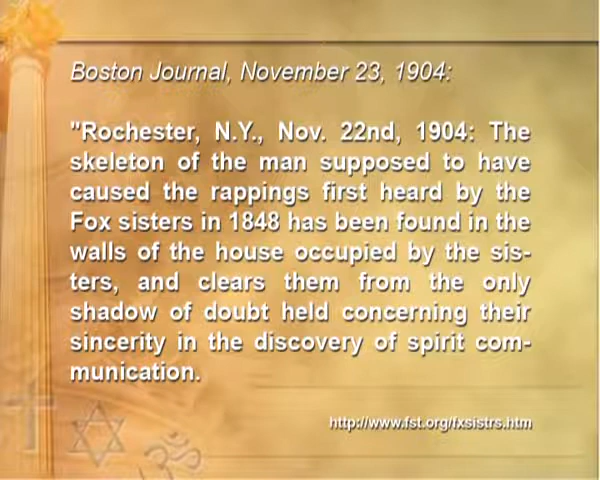 Boston Journal, November 23, 1904:
"Rochester, N.Y., Nov. 22nd, 1904: The
skeleton of the man supposed to have
caused the rappings first heard by the
Fox sisters in 1848 has been found in the
walls of the house occupied by the sis-
ters, and clears them from the only
shadow of doubt held concerning their
sincerity in the discovery of spirit com-
munication.
http://www.fst.org/fxsistrs.htm